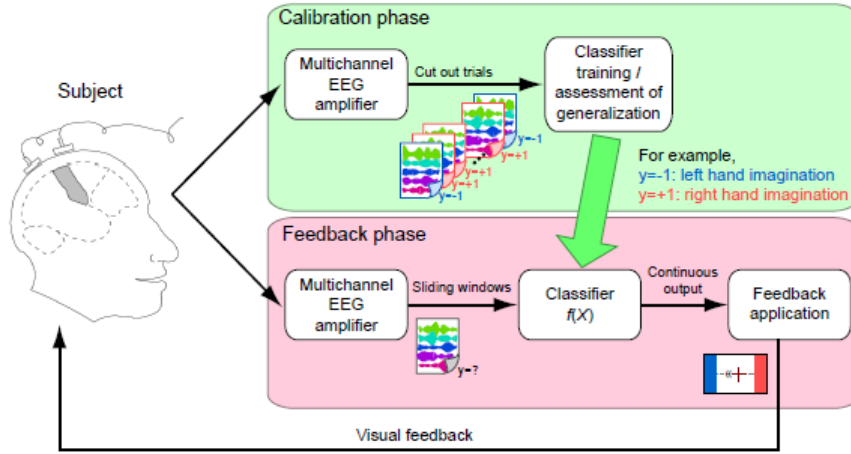 Calibration phase
Subject
Multichannel
EEG
amplifier
Cut out trials
Classifier
training /
assessment of
generalization
y=-1
y=+1
y=+1
y=+1
y=-1
For example,
y=-1: left hand imagination
y=+1: right hand imagination
Feedback phase
Multichannel
EEG
amplifier
Sliding windows
y=?
Classifier
f(X)
Continuous
output
Feedback
application
Visual feedback